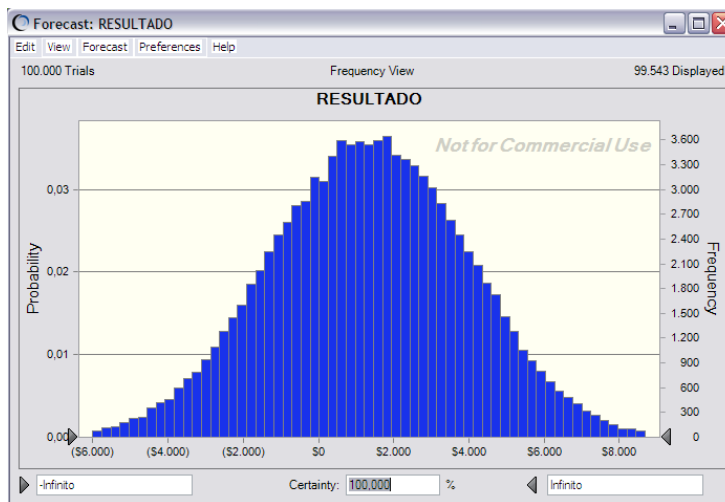 Forecast: RESULTADO
Edit View Forecast Preferences Help
100.000 Trials Frequency View 99.543 Displayed
RESULTADO
Not for Commercial Use
Probability
0,03
0,02
0,01
0,00
3.600
3.300
3.000
2.700
2.400
2.100
1.800
1.500
1.200
900
600
300
0
Frequency
($6.000) ($4.000) ($2.000) $0 $2.000 $4.000 $6.000 $8.000
-Infinito Certainty: 100,000 % Infinito